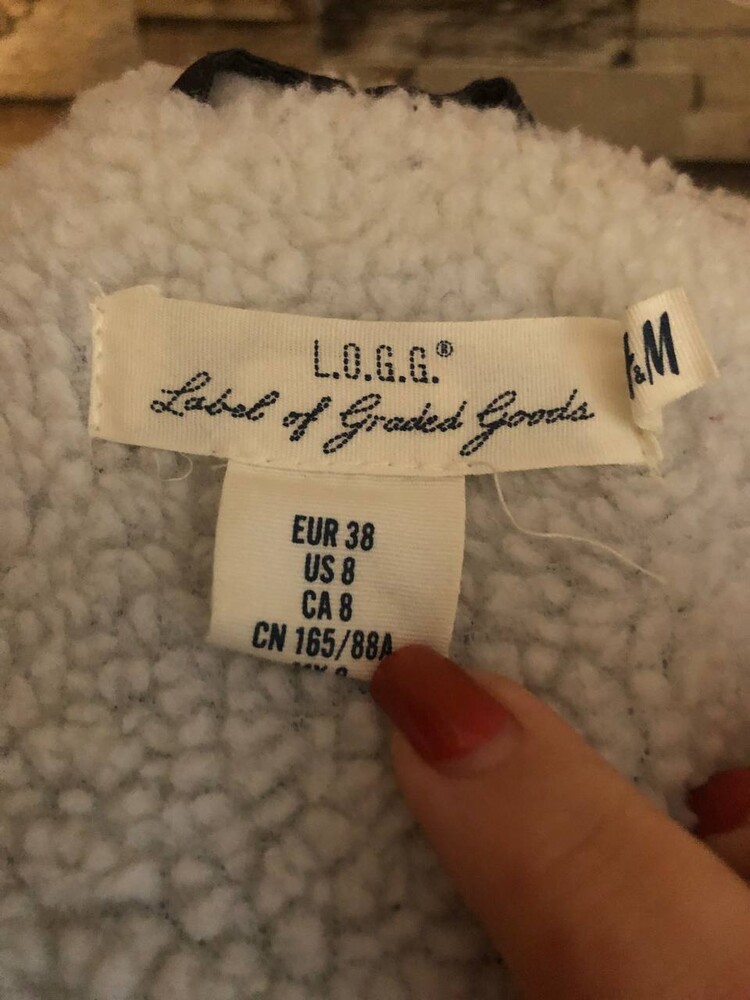 L.O.G.G.®
Label of Graded Goods
&M
EUR 38
US 8
CA 8
CN 165/88A